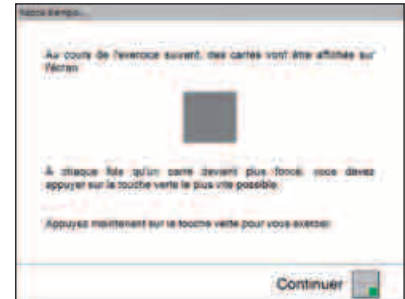 Au cours de l'exercice suivant, des carrés vont être affichés sur
l'écran.
A chaque fois qu'un carré devient plus foncé, vous devez
appuyer sur la touche verte le plus vite possible.
Appuyez maintenant sur la touche verte pour vous exercer.
Continuer